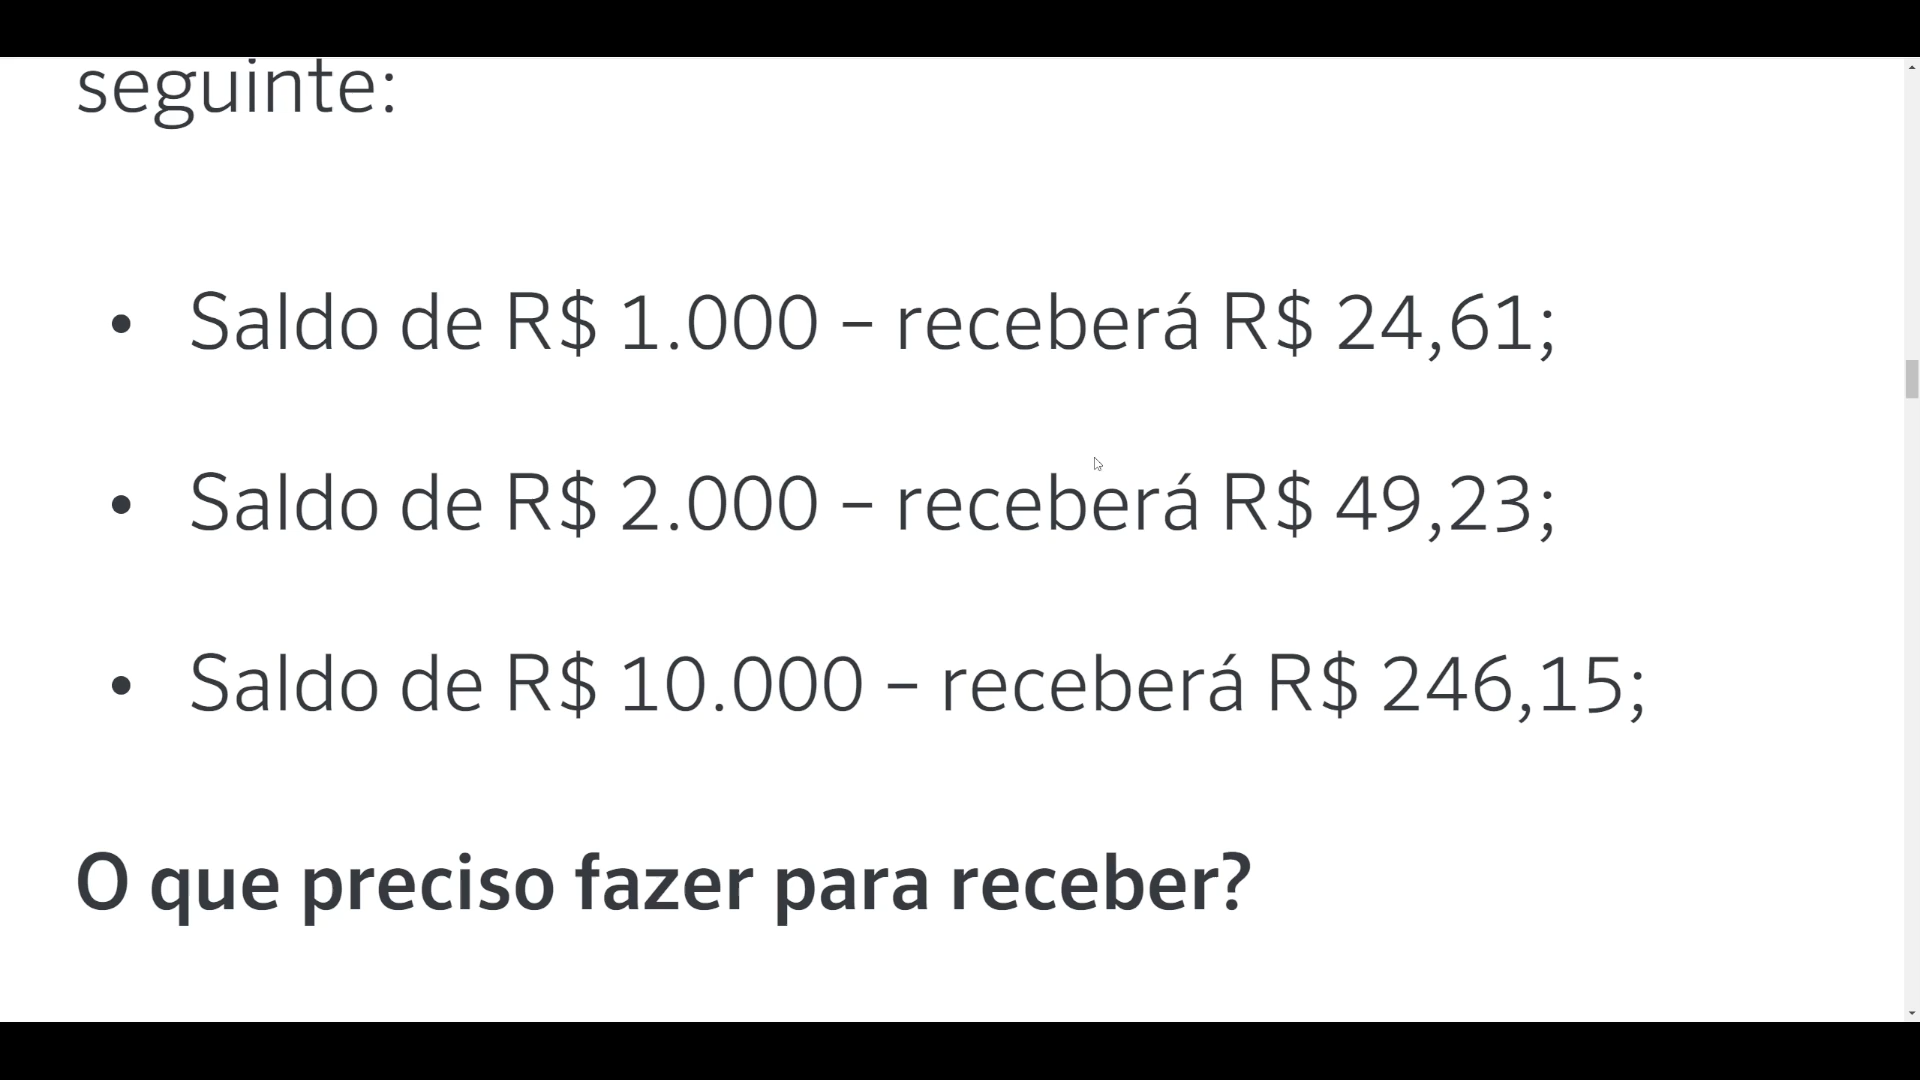 seguinte:
• Saldo de R$ 1.000 – receberá R$ 24,61;
• Saldo de R$ 2.000 – receberá R$ 49,23;
• Saldo de R$ 10.000 – receberá R$ 246,15;
O que preciso fazer para receber?